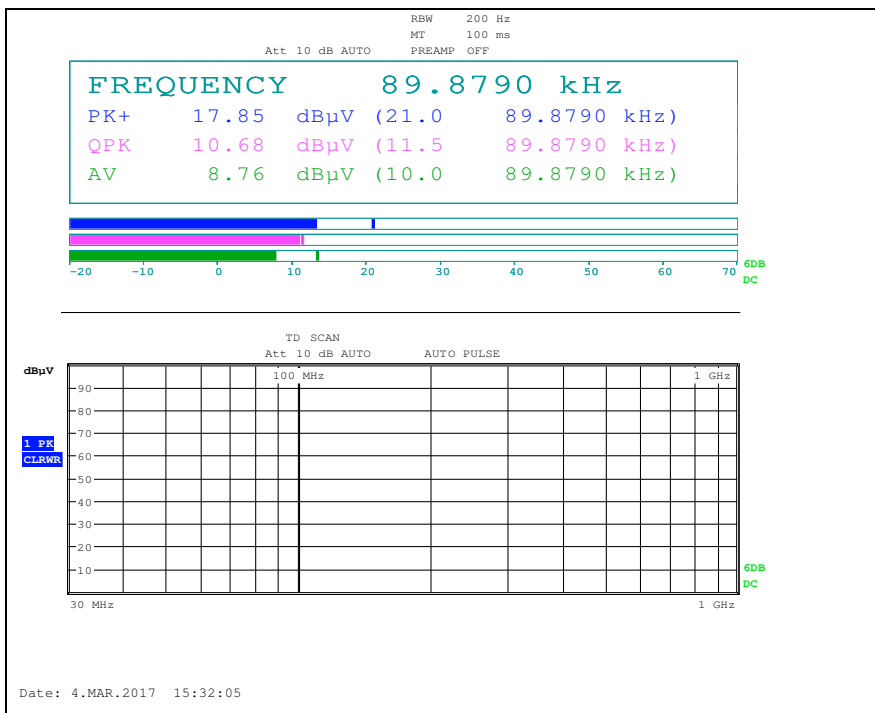 RBW 200 Hz
MT 100 ms
Att 10 dB AUTO PREAMP OFF
FREQUENCY 89.8790 kHz
PK+ 17.85 dBµV (21.0 89.8790 kHz)
QPK 10.68 dBµV (11.5 89.8790 kHz)
AV 8.76 dBµV (10.0 89.8790 kHz)
-20 -10 0 10 20 30 40 50 60 70
6DB
DC
TD SCAN
Att 10 dB AUTO AUTO PULSE
dBµV
100 MHz 1 GHz
90
80
70
1 PK
CLRWR
60
50
40
30
20
10
6DB
DC
30 MHz 1 GHz
Date: 4.MAR.2017 15:32:05